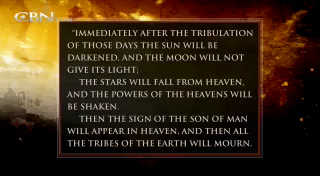 CBN
"IMMEDIATELY AFTER THE TRIBULATION
OF THOSE DAYS THE SUN WILL BE
DARKENED, AND THE MOON WILL NOT
GIVE ITS LIGHT;
THE STARS WILL FALL FROM HEAVEN,
AND THE POWERS OF THE HEAVENS WILL
BE SHAKEN.
THEN THE SIGN OF THE SON OF MAN
WILL APPEAR IN HEAVEN, AND THEN ALL
THE TRIBES OF THE EARTH WILL MOURN.